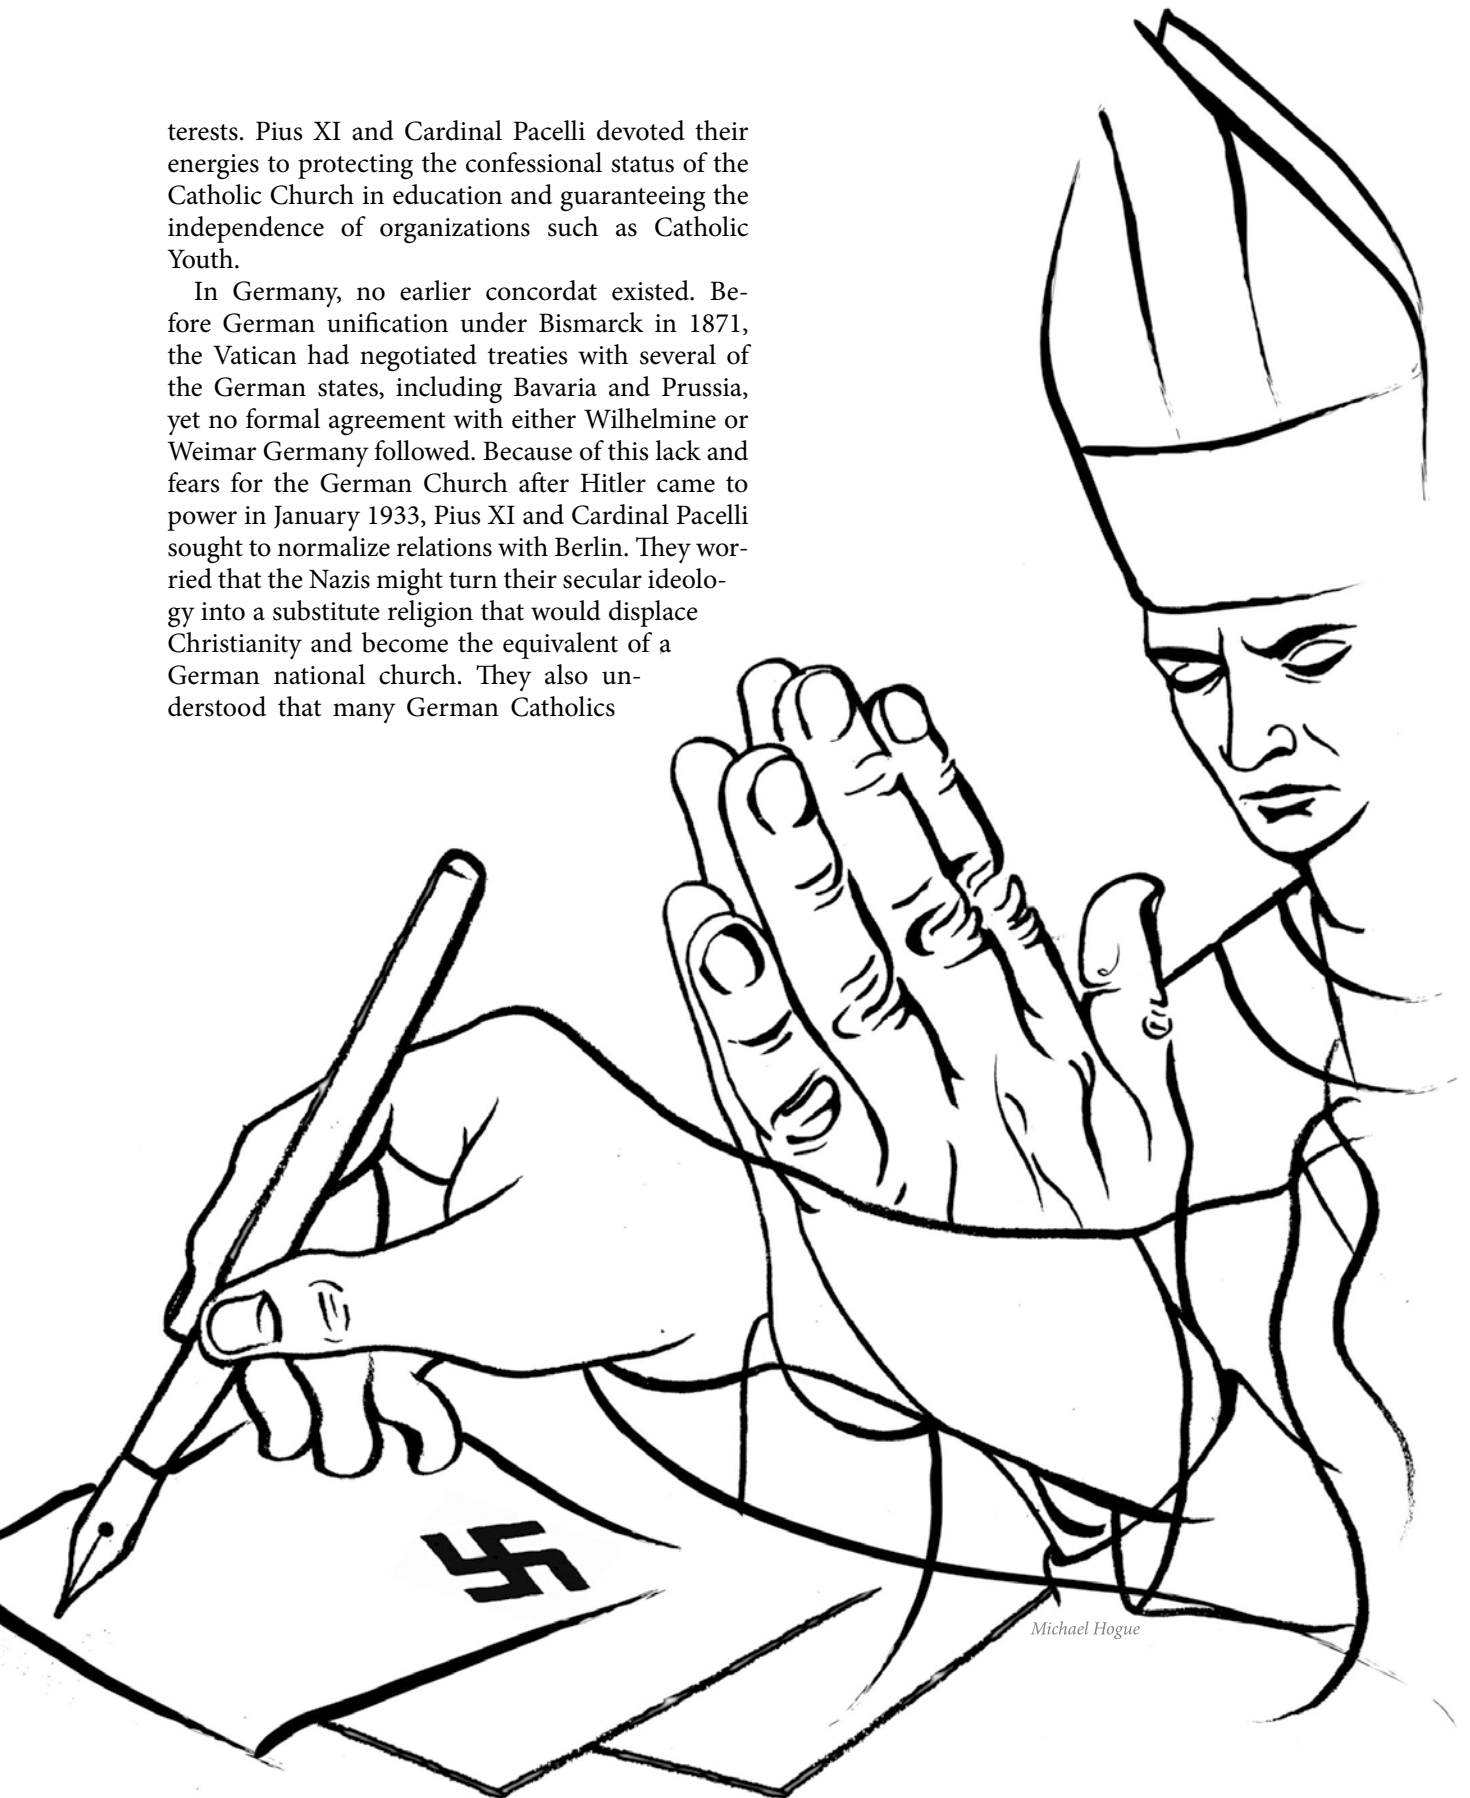 terests. Pius XI and Cardinal Pacelli devoted their
energies to protecting the confessional status of the
Catholic Church in education and guaranteeing the
independence of organizations such as Catholic
Youth.
In Germany, no earlier concordat existed. Be-
fore German unification under Bismarck in 1871,
the Vatican had negotiated treaties with several of
the German states, including Bavaria and Prussia,
yet no formal agreement with either Wilhelmine or
Weimar Germany followed. Because of this lack and
fears for the German Church after Hitler came to
power in January 1933, Pius XI and Cardinal Pacelli
sought to normalize relations with Berlin. They wor-
ried that the Nazis might turn their secular ideolo-
gy into a substitute religion that would displace
Christianity and become the equivalent of a
German national church. They also un-
derstood that many German Catholics
Michael Hogue